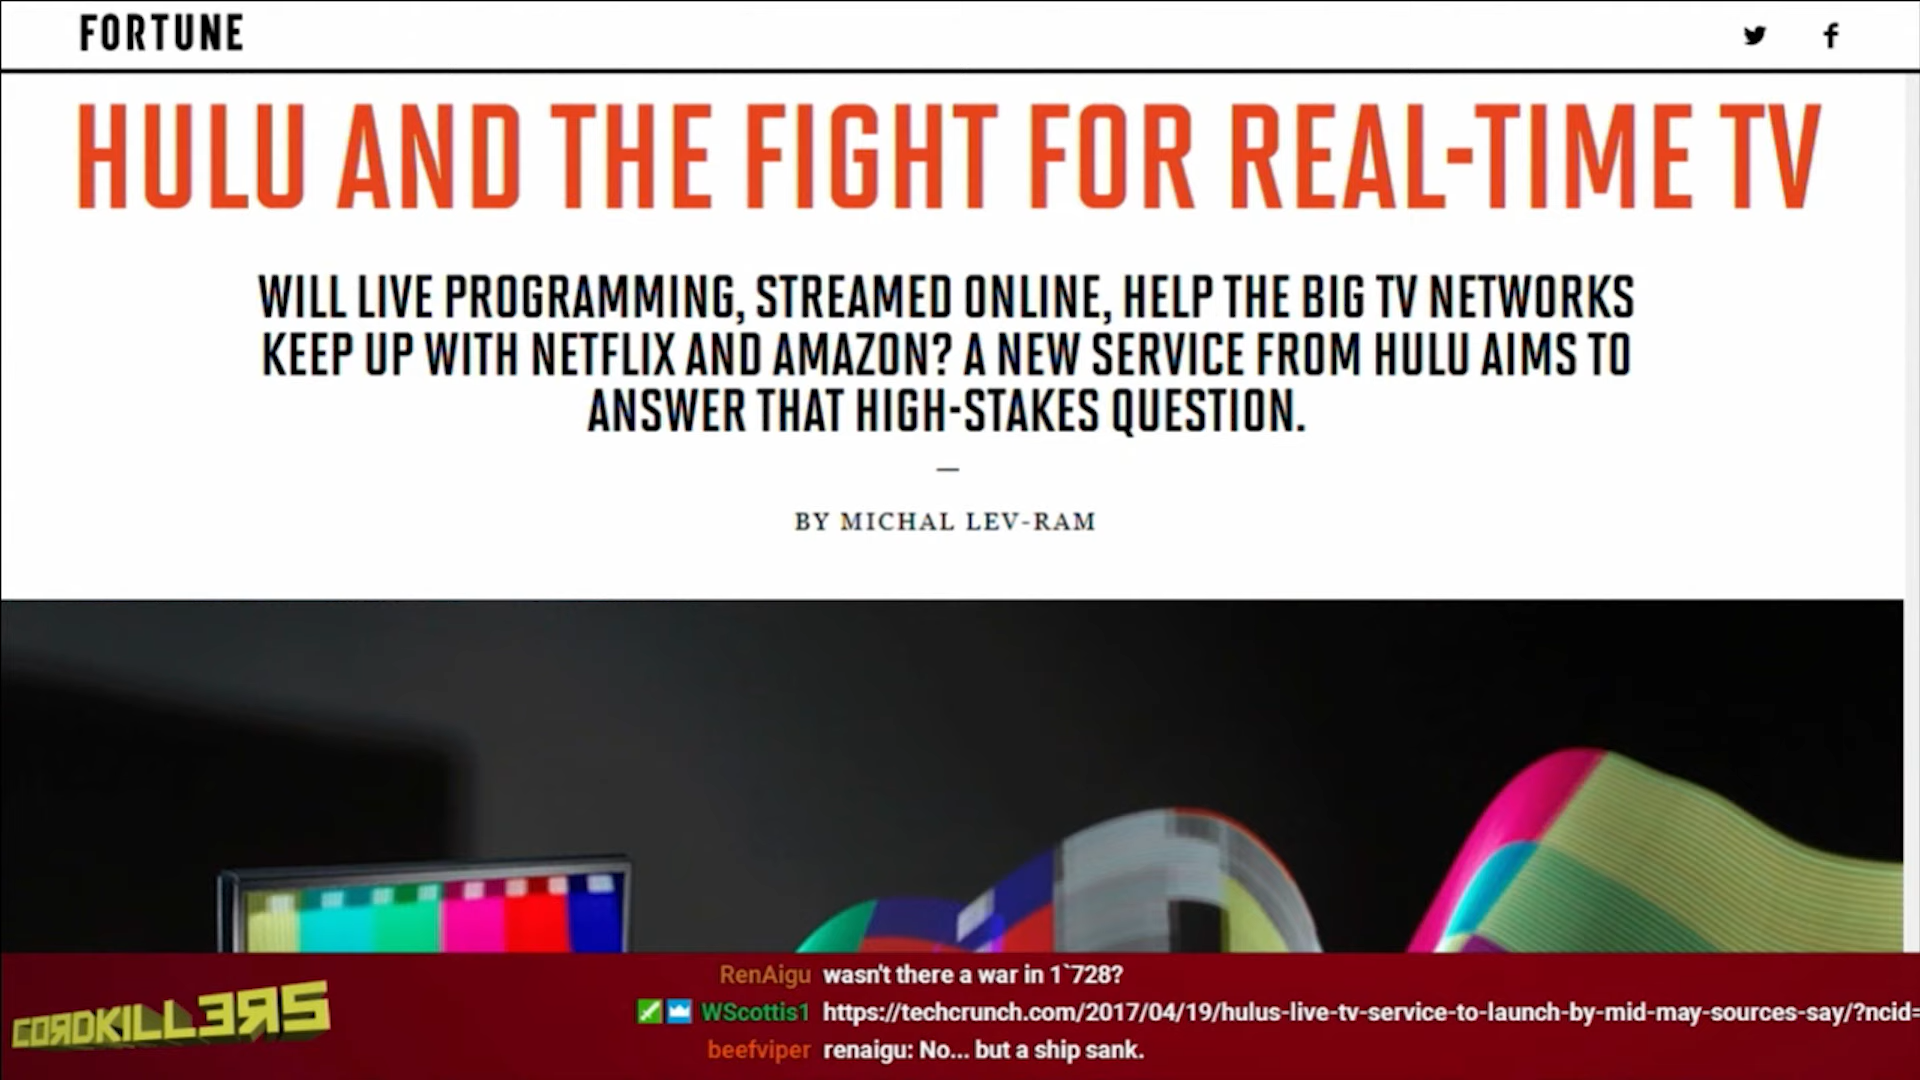 FORTUNE
HULU AND THE FIGHT FOR REAL-TIME TV
WILL LIVE PROGRAMMING, STREAMED ONLINE, HELP THE BIG TV NETWORKS
KEEP UP WITH NETFLIX AND AMAZON? A NEW SERVICE FROM HULU AIMS TO
ANSWER THAT HIGH-STAKES QUESTION.
—
BY MICHAL LEV-RAM
RenAigu wasn't there a war in 1`728?
WScottis1 https://techcrunch.com/2017/04/19/hulus-live-tv-service-to-launch-by-mid-may-sources-say/?ncid=
beefviper renaigu: No... but a ship sank.
CORDKILLERS